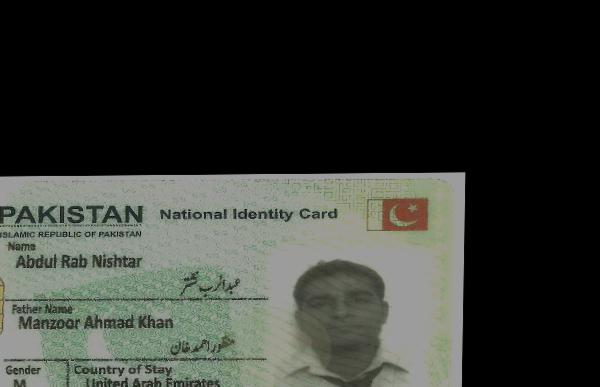 PAKISTAN National Identity Card
ISLAMIC REPUBLIC OF PAKISTAN
Name
Abdul Rab Nishtar
عبدالرب نشتر
Father Name
Manzoor Ahmad Khan
منظور احمد خان
Gender Country of Stay
M United Arab Emirates